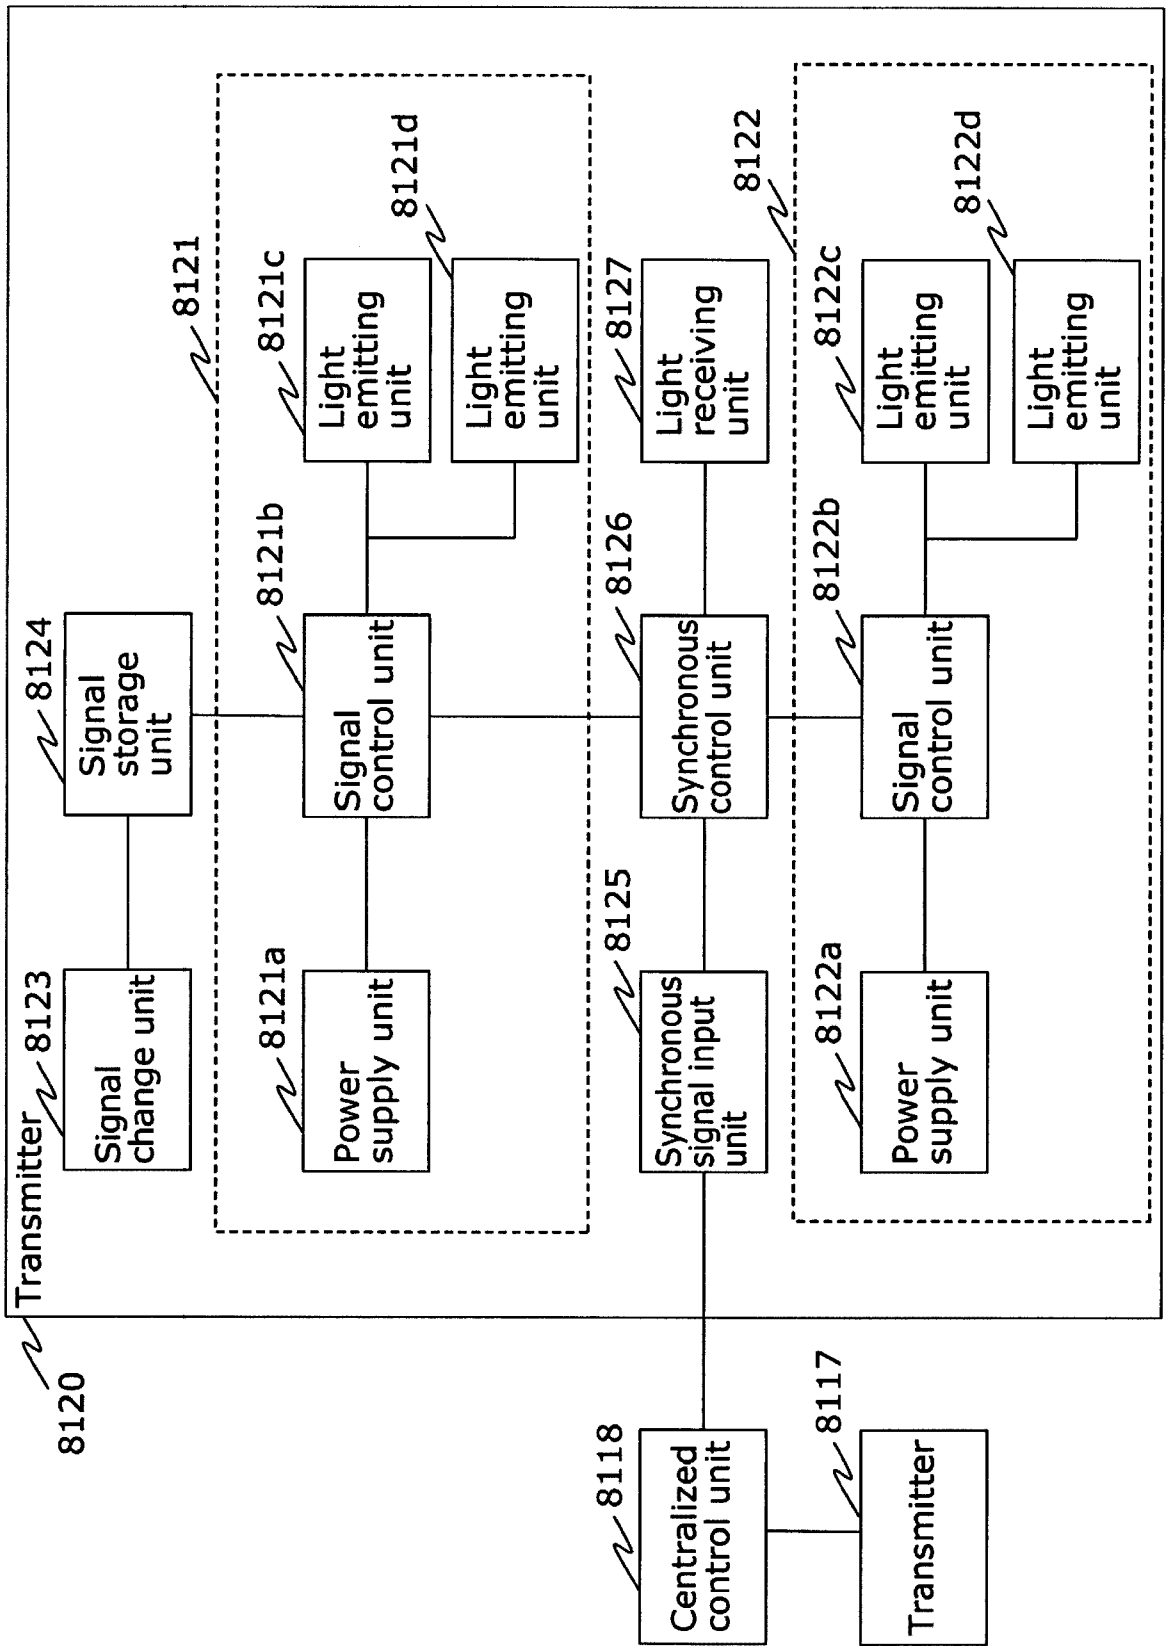 8120
Transmitter
8123
Signal
change unit
8124
Signal
storage
unit
8121
8121a
Power
supply unit
8121b
Signal
control unit
8121c
Light
emitting
unit
8121d
Light
emitting
unit
8118
Centralized
control unit
8125
Synchronous
signal input
unit
8126
Synchronous
control unit
8127
Light
receiving
unit
8117
Transmitter
8122
8122a
Power
supply unit
8122b
Signal
control unit
8122c
Light
emitting
unit
8122d
Light
emitting
unit